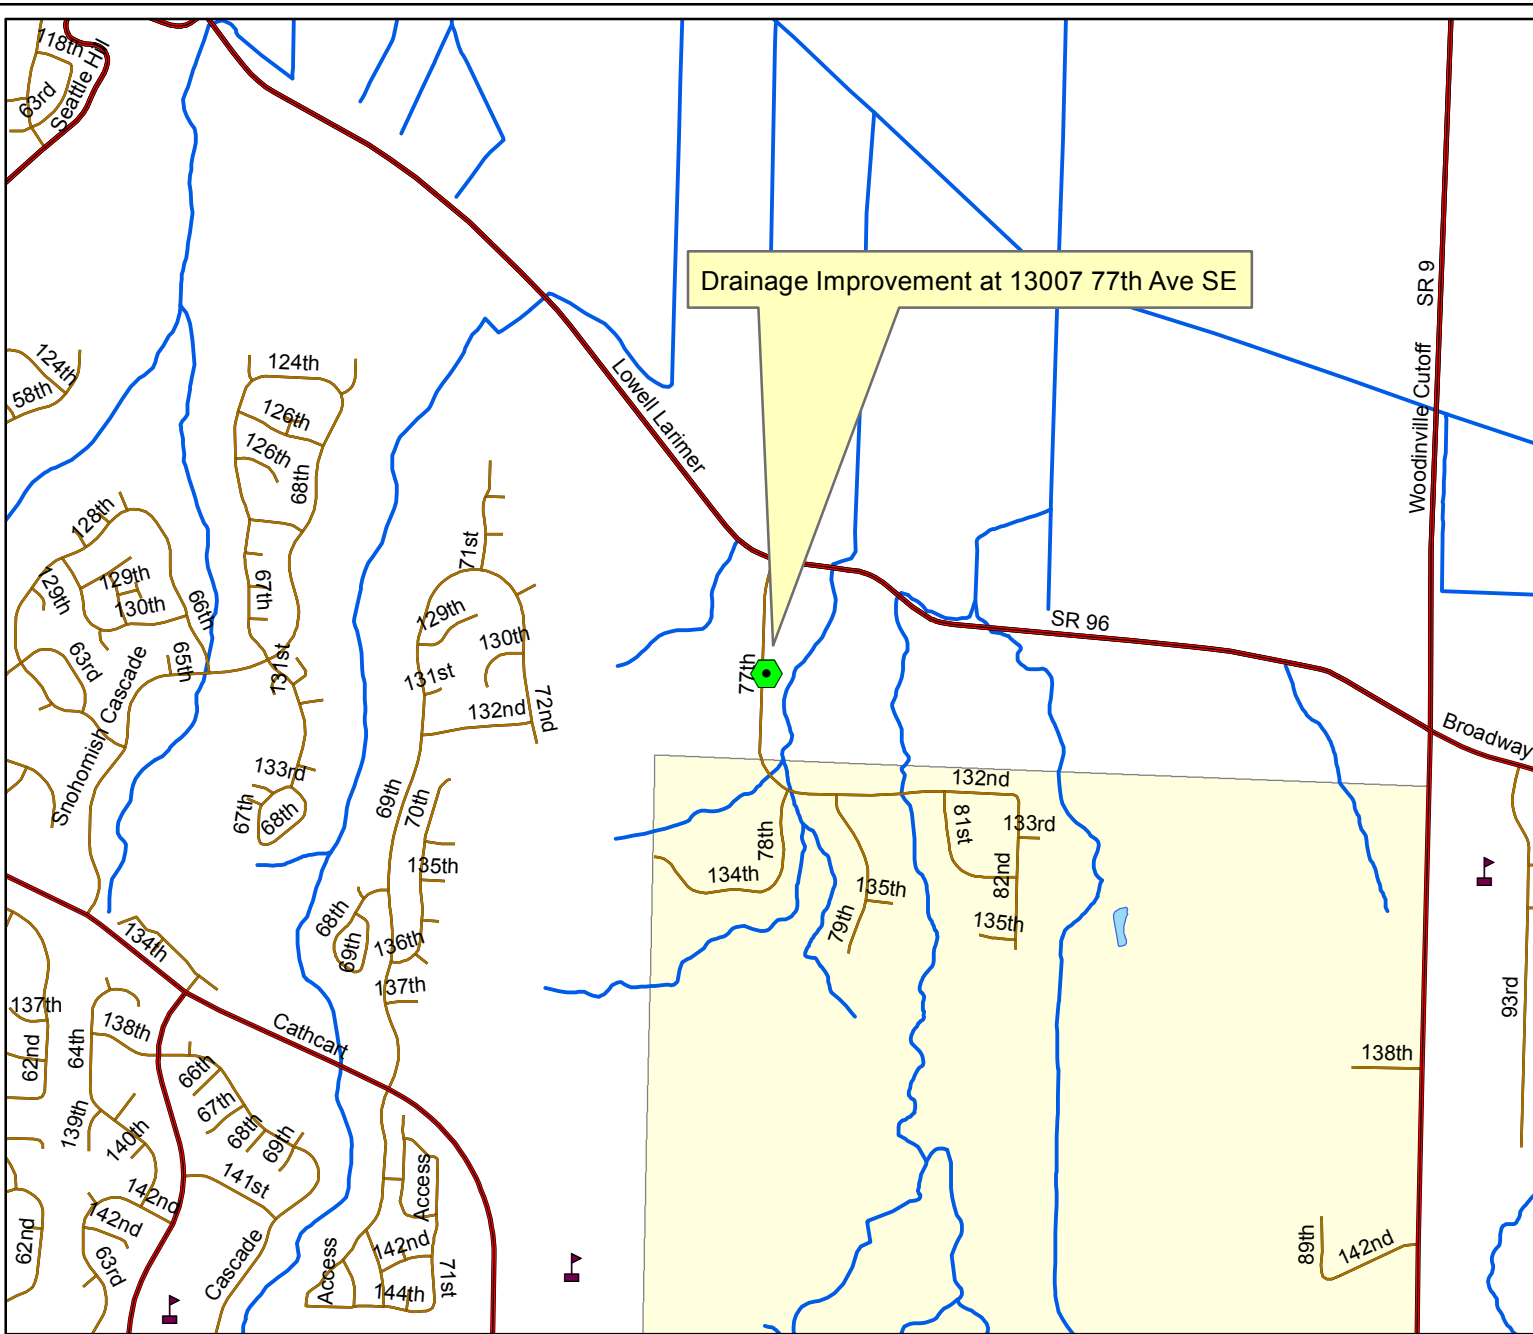 118th
Seattle Hill
63rd
Drainage Improvement at 13007 77th Ave SE
SR 9
Woodinville Cutoff
Lowell Larimer
124th
58th
124th
126th
126th
68th
128th
129th
129th
130th
66th
67th
71st
129th
130th
63rd
65th
131st
131st
132nd
72nd
77th
SR 96
Broadway
Snohomish Cascade
133rd
67th
68th
69th
70th
132nd
81st
133rd
78th
134th
135th
82nd
135th
79th
135th
68th
69th
136th
137th
134th
137th
62nd
64th
138th
Cathcart
66th
67th
68th
69th
139th
140th
141st
142nd
142nd
62nd
63rd
Cascade
Access
Access
142nd
144th
71st
93rd
138th
89th
142nd